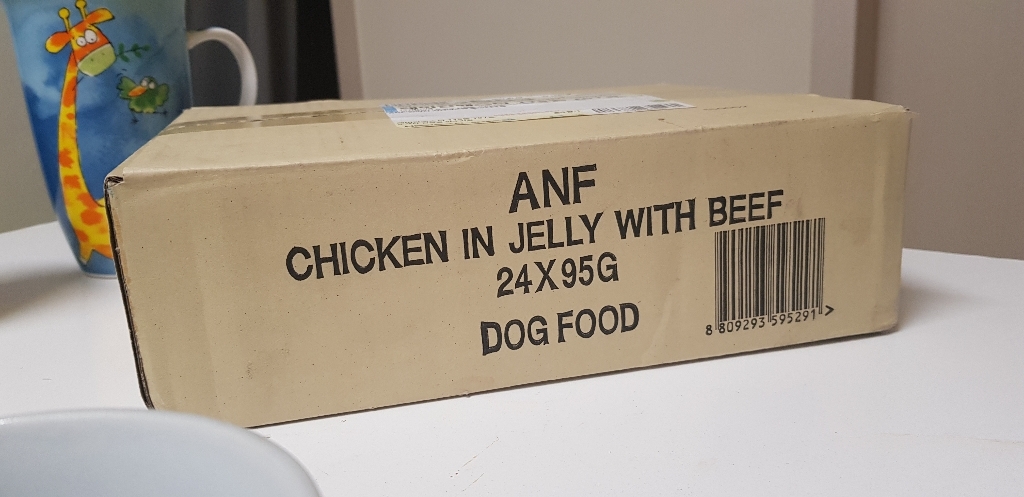 ANF
CHICKEN IN JELLY WITH BEEF
24X95G
DOG FOOD
8 809293 595291 >